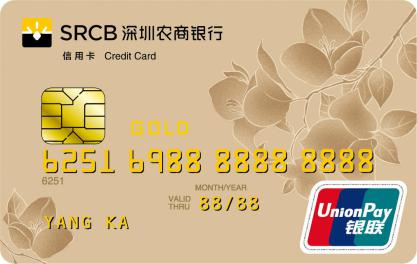 SRCB 深圳农商银行
信用卡 Credit Card
GOLD
6251 6988 8888 8888
6251
MONTH/YEAR
VALID THRU 88/88
YANG KA
UnionPay
银联